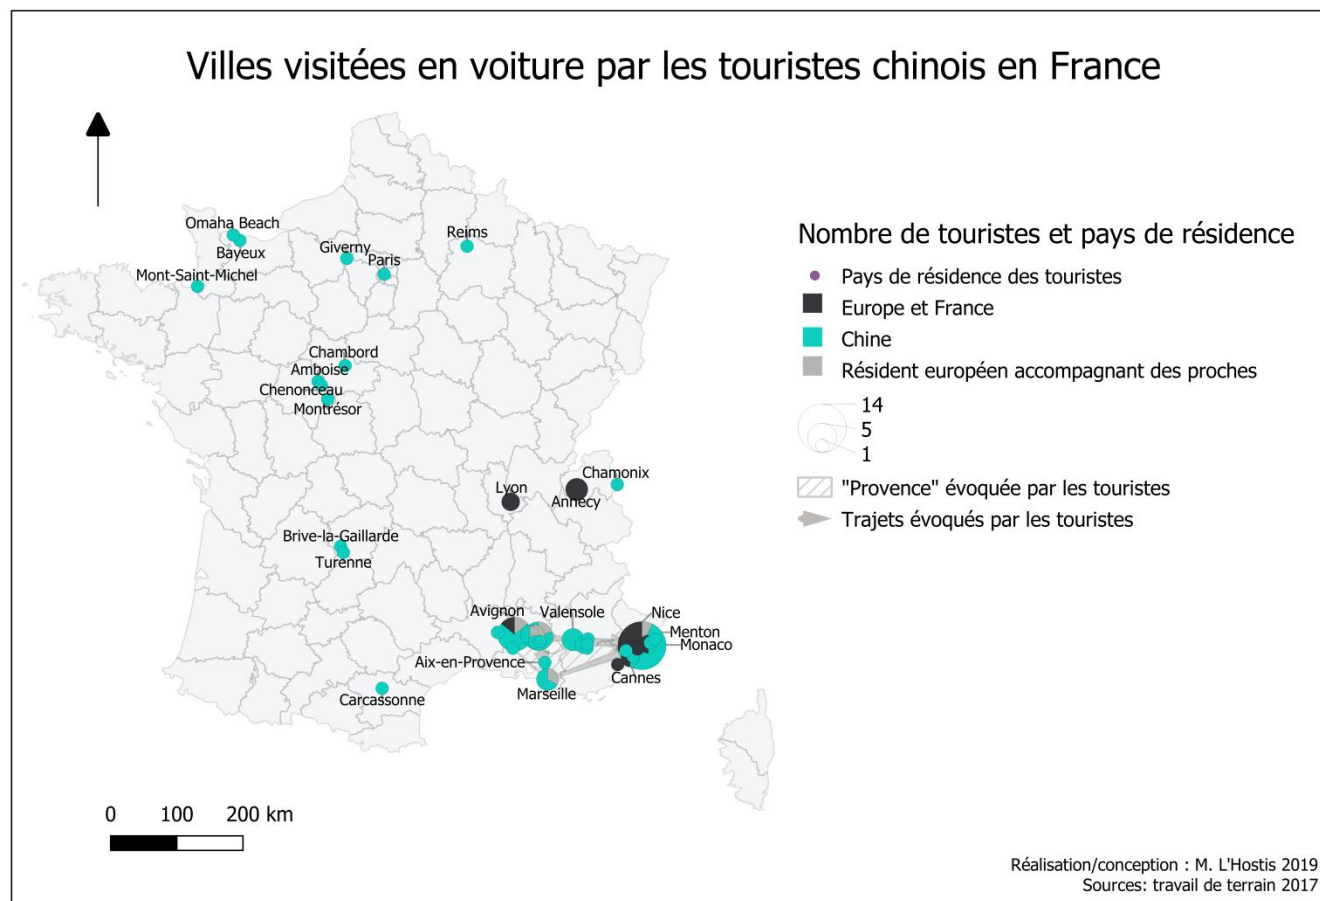 Villes visitées en voiture par les touristes chinois en France
Omaha Beach
Bayeux
Mont-Saint-Michel
Giverny
Paris
Reims
Chambord
Amboise
Chenonceau
Montrésor
Lyon
Chamonix
Annecy
Brive-la-Gaillarde
Turenne
Avignon
Valensole
Nice
Menton
Monaco
Aix-en-Provence
Cannes
Marseille
Carcassonne
Nombre de touristes et pays de résidence
Pays de résidence des touristes
Europe et France
Chine
Résident européen accompagnant des proches
14
5
1
"Provence" évoquée par les touristes
Trajets évoqués par les touristes
0 100 200 km
Réalisation/conception : M. L'Hostis 2019
Sources: travail de terrain 2017